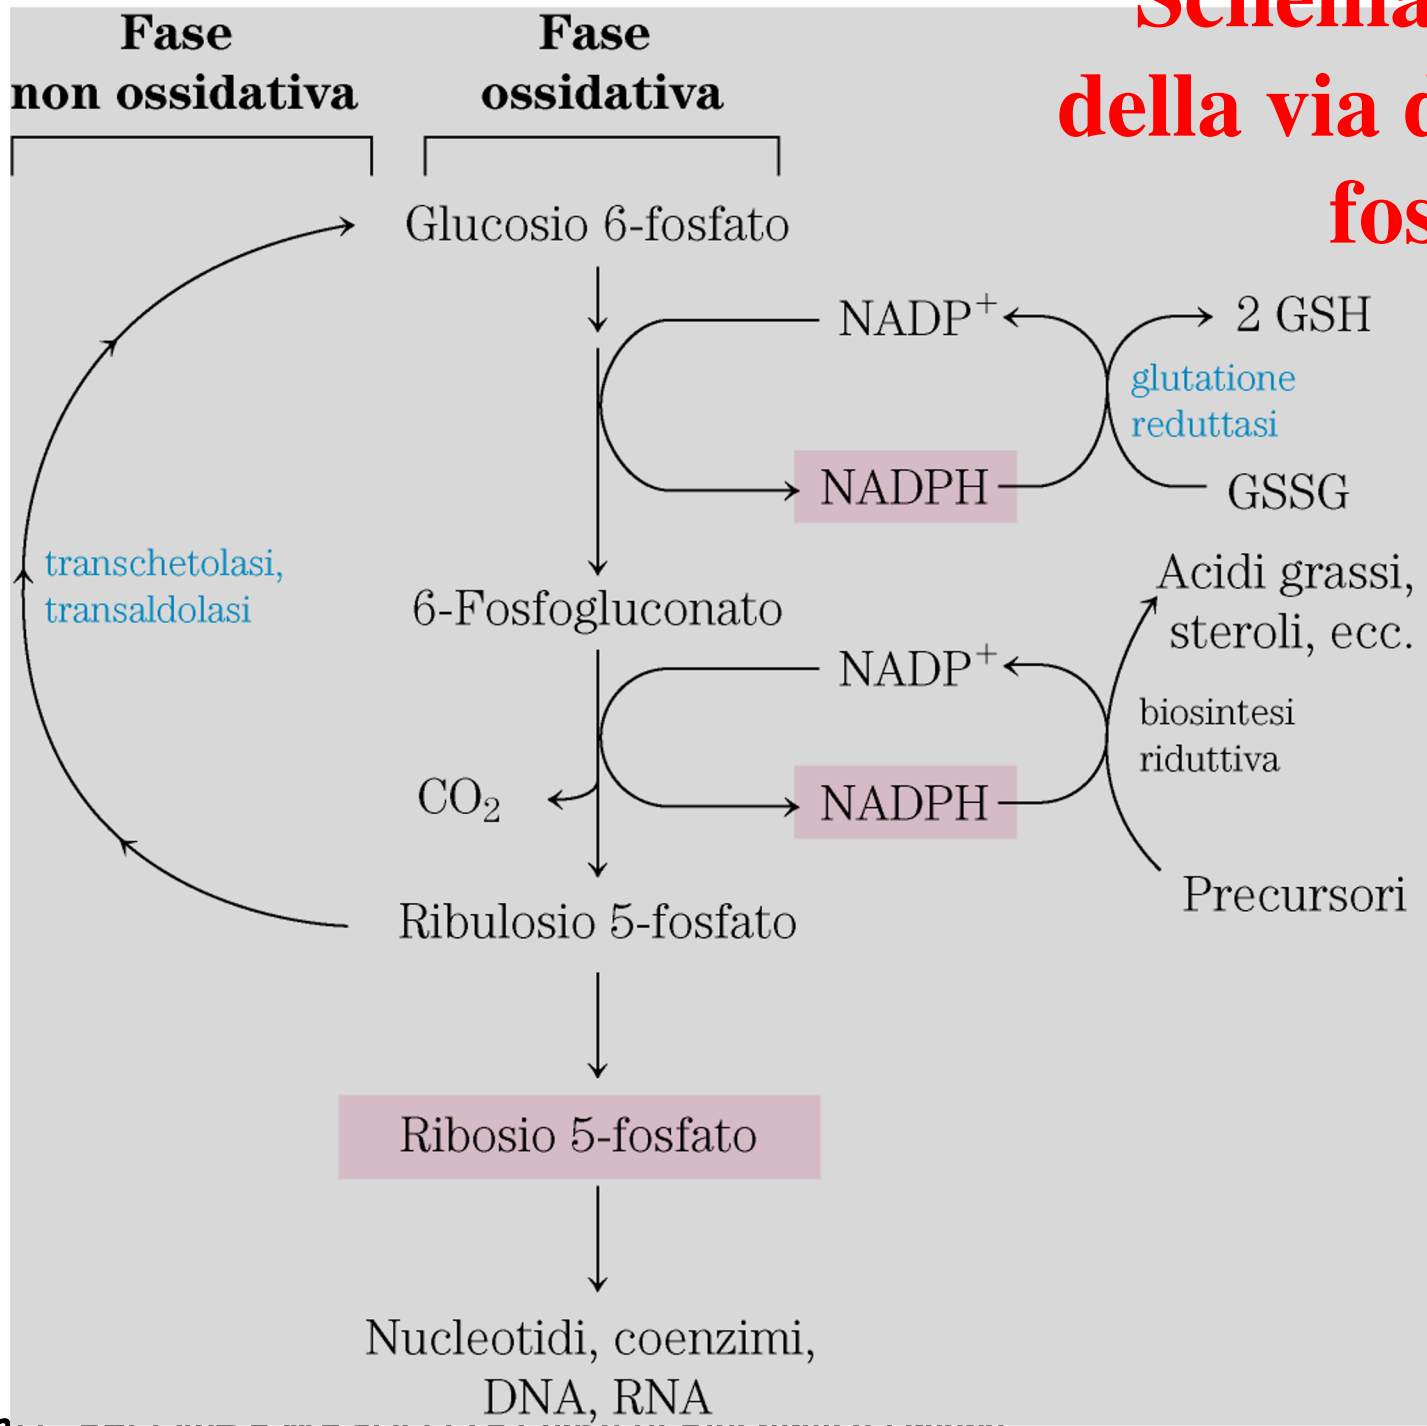 Fase
non ossidativa
Fase
ossidativa
della via
Glucosio 6-fosfato
NADP⁺
2 GSH
glutatione
reduttasi
NADPH
GSSG
transchetolasi,
transaldolasi
6-Fosfogluconato
Acidi grassi,
steroli, ecc.
NADP⁺
biosintesi
riduttiva
CO₂
NADPH
Precursori
Ribulosio 5-fosfato
Ribosio 5-fosfato
Nucleotidi, coenzimi,
DNA, RNA